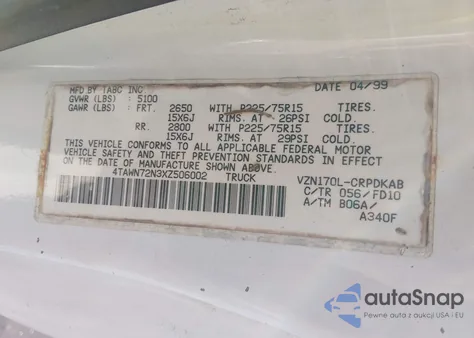 MFD BY TABC INC DATE 04/99
GVWR (LBS) : 5100
GAWR (LBS) : FRT. 2650 WITH P225/75R15 TIRES.
15X6J RIMS. AT 26PSI COLD.
RR. 2800 WITH P225/75R15 TIRES.
15X6J RIMS. AT 29PSI COLD.
THIS VEHICLE CONFORMS TO ALL APPLICABLE FEDERAL MOTOR
VEHICLE SAFETY AND THEFT PREVENTION STANDARDS IN EFFECT
ON THE DATE OF MANUFACTURE SHOWN ABOVE.
4TAWN72N3XZ506002 TRUCK VZN170L-CRPDKAB
C/TR 056/FD10
A/TM B06A/
A340F
autoSnap
Pewne auta z aukcji USA i EU